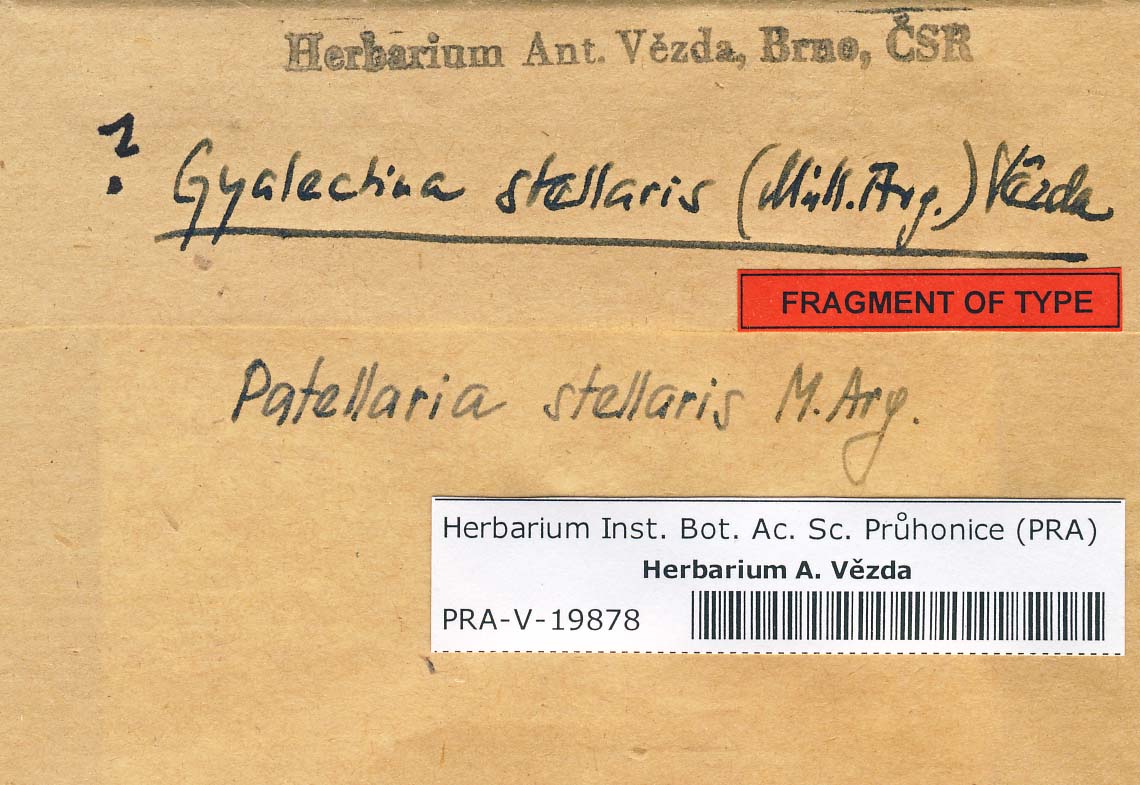 Herbarium Ant. Vězda, Brno, ČSR
? Gyalectina stellaris (Müll. Arg.) Vězda
FRAGMENT OF TYPE
Patellaria stellaris M. Arg.
Herbarium Inst. Bot. Ac. Sc. Průhonice (PRA)
Herbarium A. Vězda
PRA-V-19878